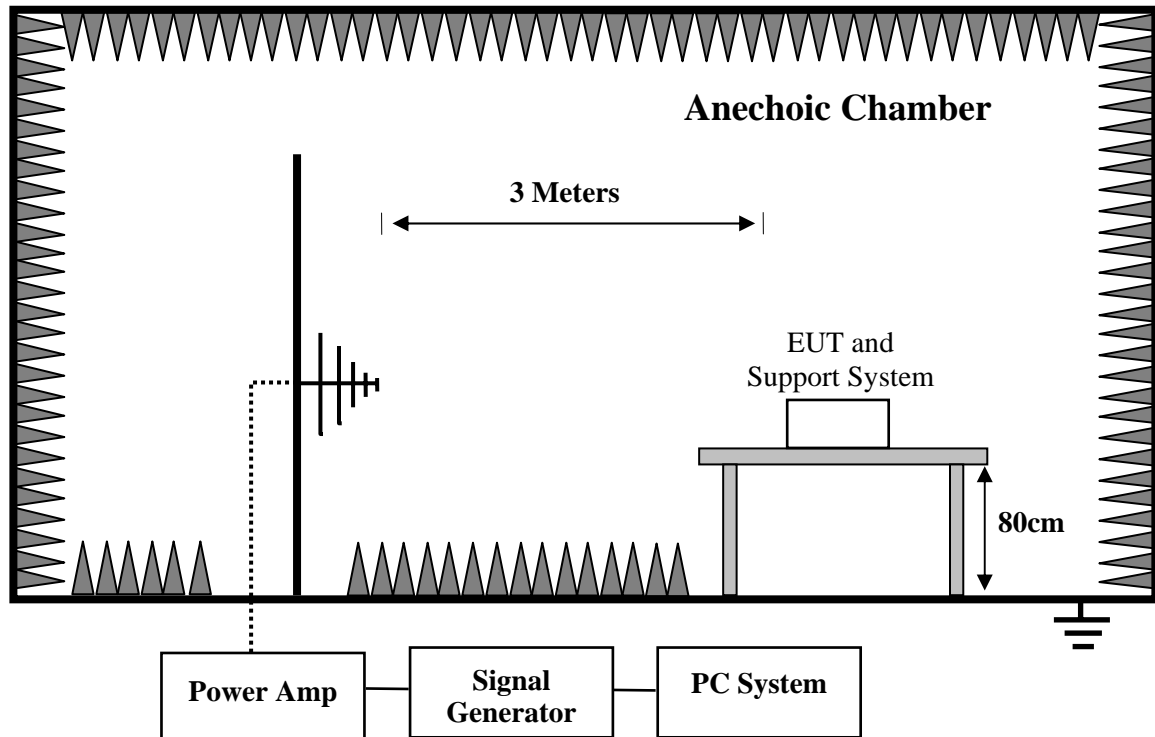 Anechoic Chamber
3 Meters
EUT and
Support System
80cm
Power Amp
Signal
Generator
PC System